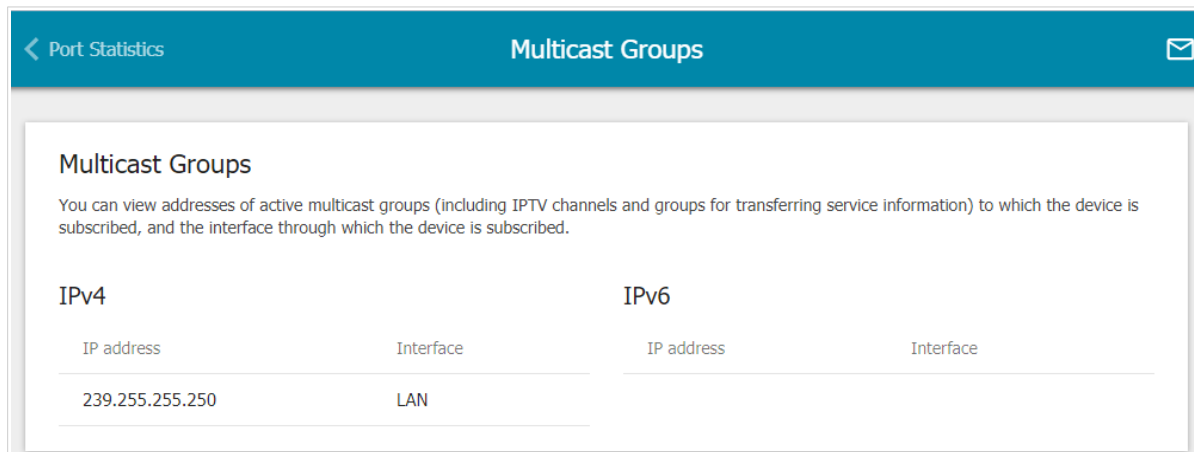 Port Statistics
Multicast Groups
Multicast Groups
You can view addresses of active multicast groups (including IPTV channels and groups for transferring service information) to which the device is
subscribed, and the interface through which the device is subscribed.
IPv4
IP address Interface
239.255.255.250 LAN
IPv6
IP address Interface